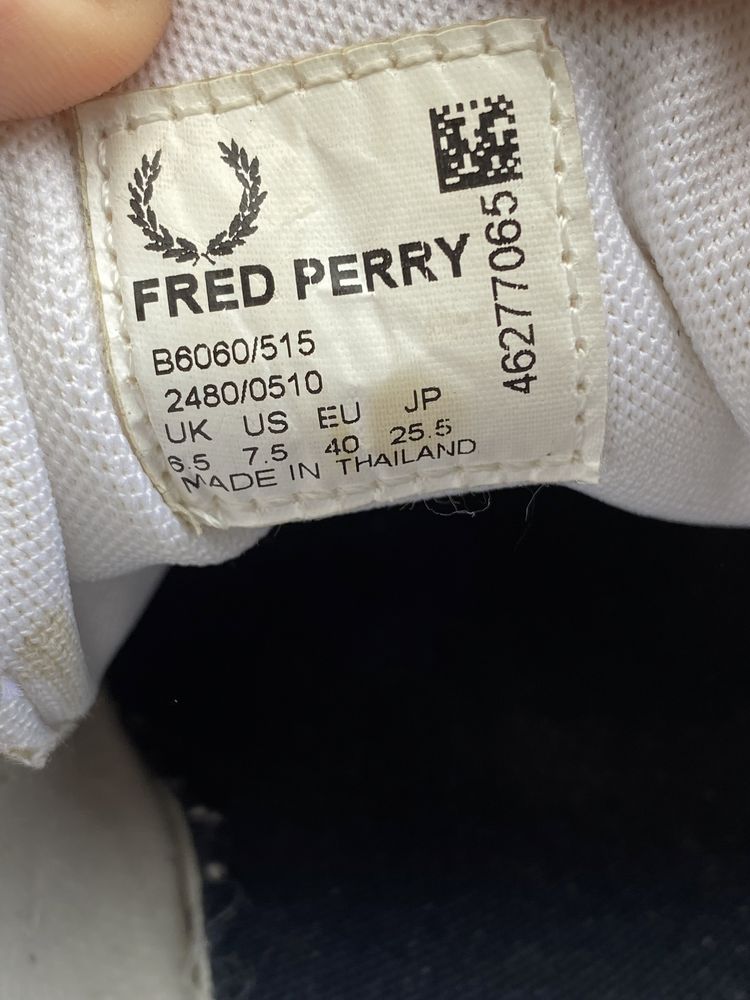 FRED PERRY
B6060/515
2480/0510
UK US EU JP
6.5 7.5 40 25.5
MADE IN THAILAND
46277065